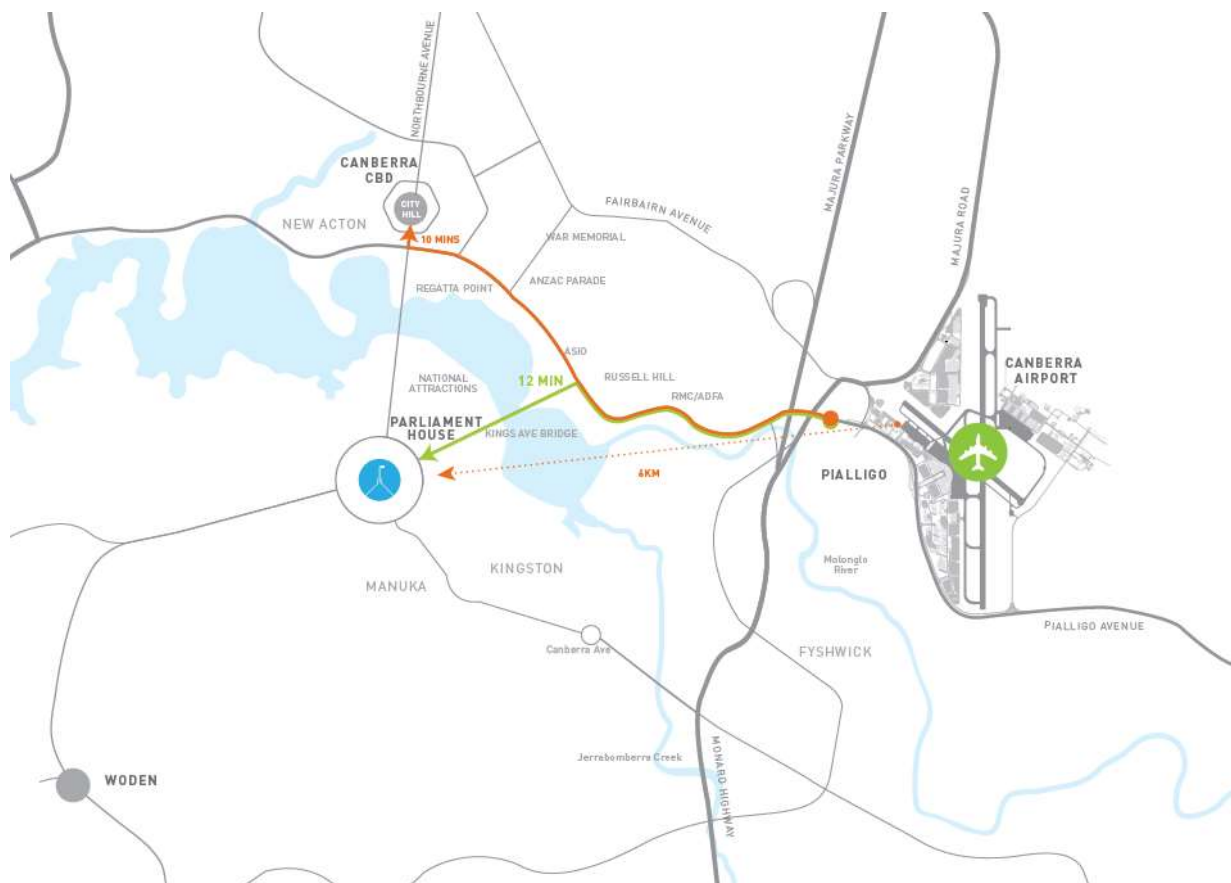 NORTHBOURNE AVENUE
MAJURA PARKWAY
MAJURA ROAD
CANBERRA
CBD
CITY
HILL
NEW ACTON
10 MINS
FAIRBAIRN AVENUE
WAR MEMORIAL
ANZAC PARADE
REGATTA POINT
ASIO
RUSSELL HILL
RMC/ADFA
12 MIN
NATIONAL
ATTRACTIONS
CANBERRA
AIRPORT
PARLIAMENT
HOUSE
KINGS AVE BRIDGE
6KM
PIALLIGO
KINGSTON
MANUKA
Molonglo
River
PIALLIGO AVENUE
Canberra Ave
FYSHWICK
Jerrabomberra Creek
MONARO HIGHWAY
WODEN